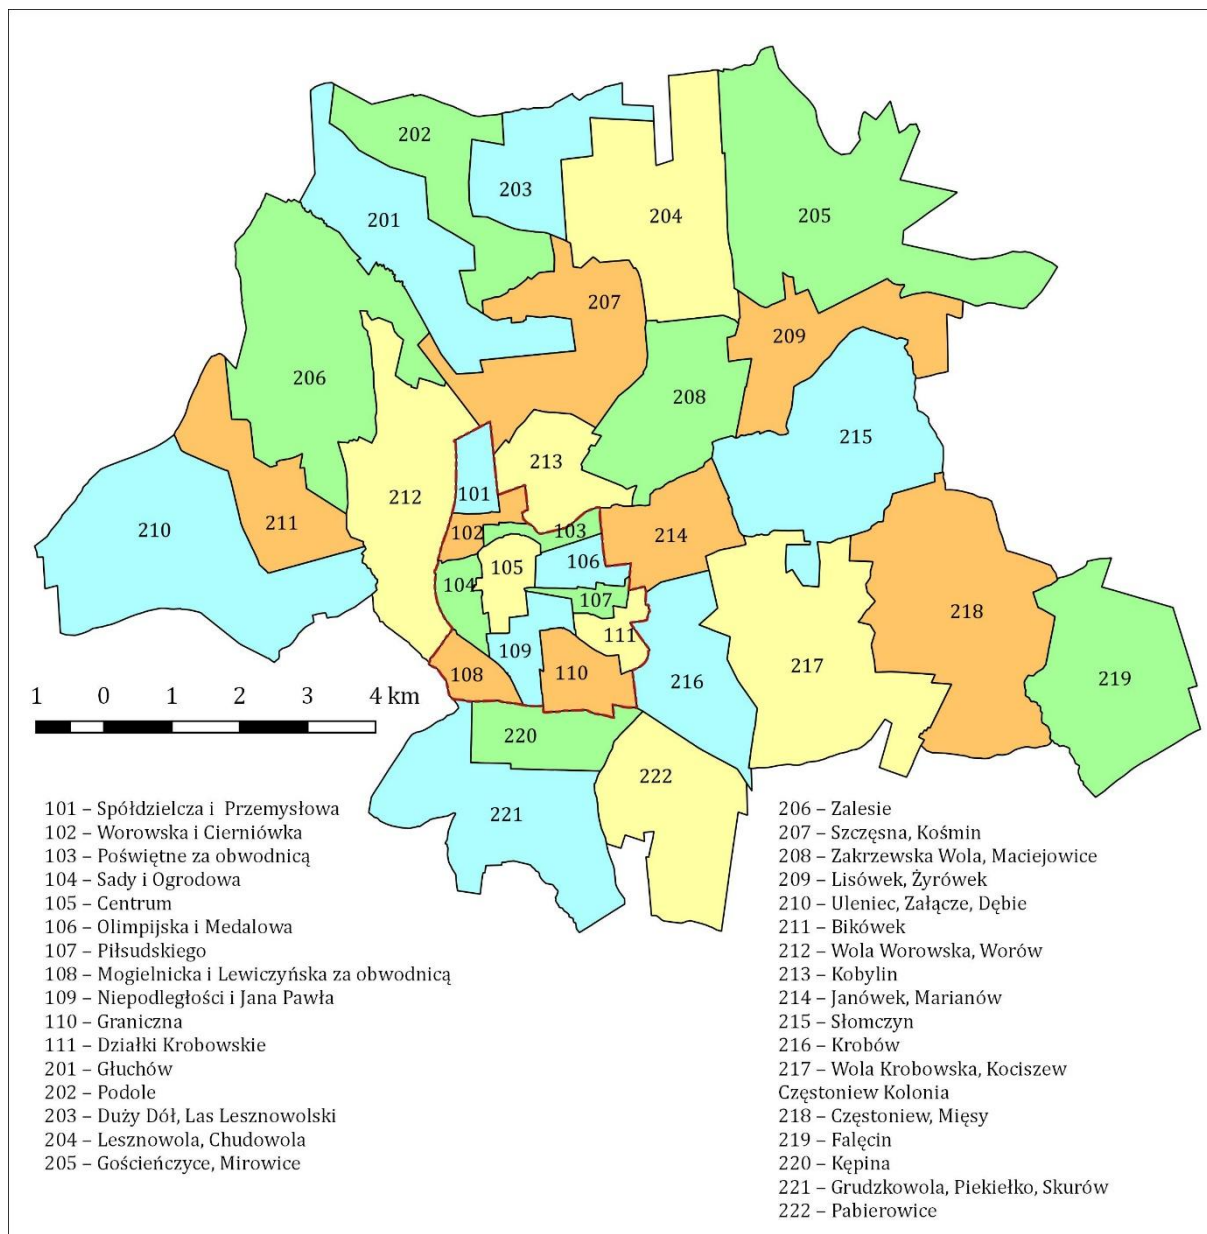 202
203
201
204
205
207
209
206
208
215
213
212
101
210
211
218
103
102
214
106
105
104
107
111
217
109
108
110
216
219
1 0 1 2 3 4 km
220
222
221
101 – Spółdzielcza i Przemysłowa
102 – Worowska i Cierniówka
103 – Poświętne za obwodnicą
104 – Sady i Ogrodowa
105 – Centrum
106 – Olimpijska i Medalowa
107 – Piłsudskiego
108 – Mogielnicka i Lewiczyńska za obwodnicą
109 – Niepodległości i Jana Pawła
110 – Graniczna
111 – Działki Krobowskie
201 – Głuchów
202 – Podole
203 – Duży Dół, Las Lesznowolski
204 – Lesznowola, Chudowola
205 – Gościeńczyce, Mirowice
206 – Zalesie
207 – Szczęsna, Kośmin
208 – Zakrzewska Wola, Maciejowice
209 – Lisówek, Żyrówek
210 – Uleniec, Załącze, Dębie
211 – Bikówek
212 – Wola Worowska, Worów
213 – Kobylin
214 – Janówek, Marianów
215 – Słomczyn
216 – Krobów
217 – Wola Krobowska, Kociszew
Częstoniew Kolonia
218 – Częstoniew, Mięsy
219 – Falęcin
220 – Kępina
221 – Grudzkowola, Piekiełko, Skurów
222 – Pabierowice